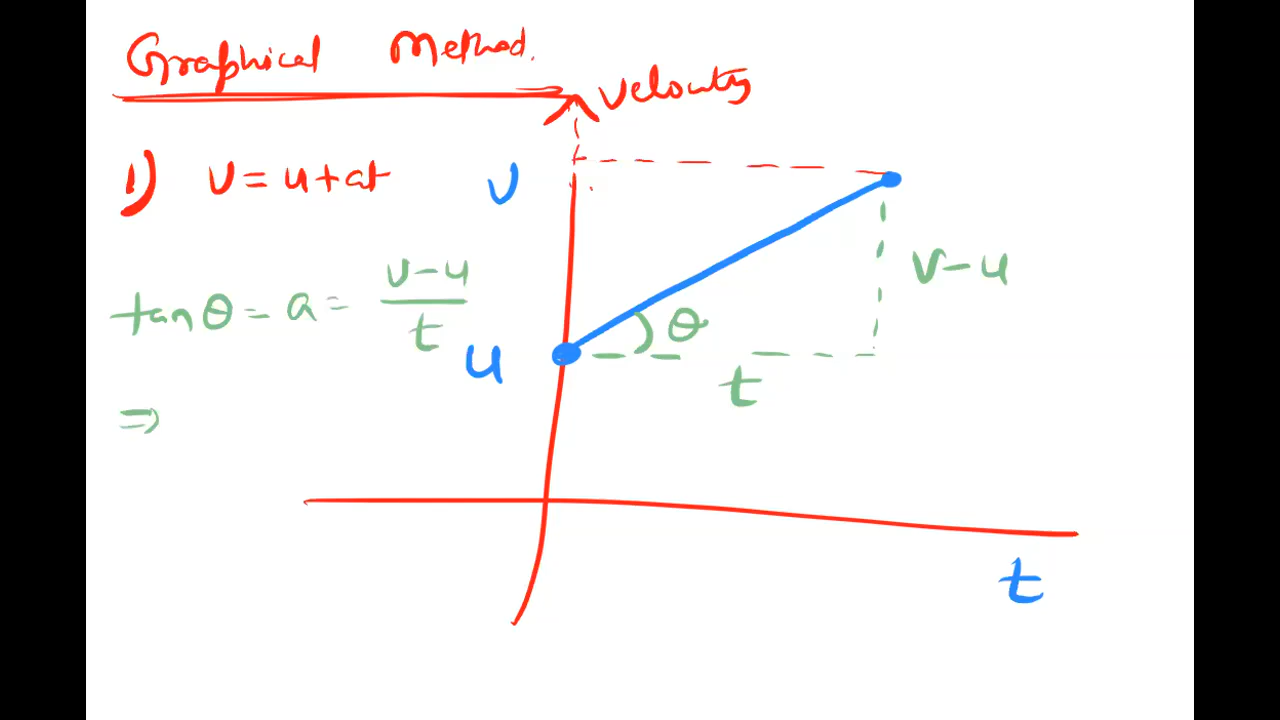 Graphical Method.
velocity
1) v = u + at
v
v - u
tan θ = a = (v - u)/t
θ
u
t
⇒
t